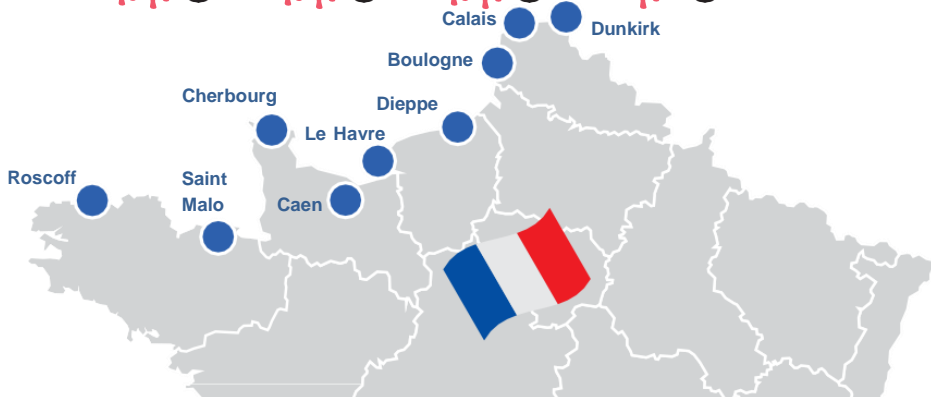 Calais
Dunkirk
Boulogne
Cherbourg
Dieppe
Le Havre
Roscoff
Saint
Malo
Caen